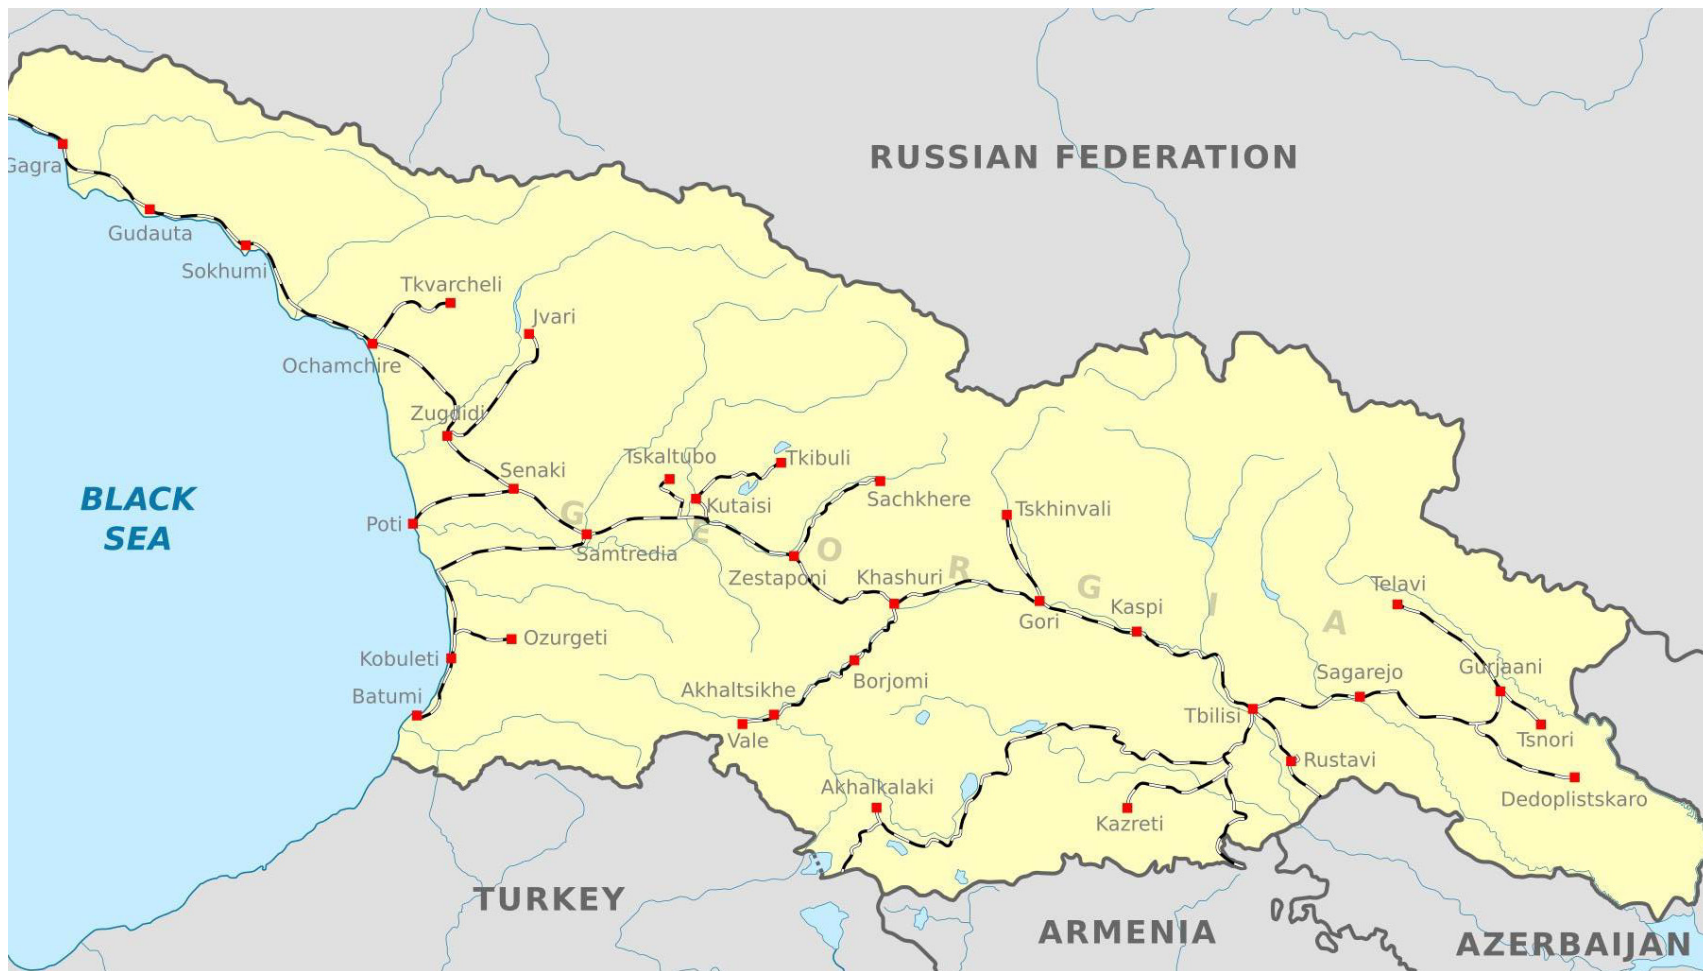 RUSSIAN FEDERATION
Gagra
Gudauta
Sokhumi
Tkvarcheli
Jvari
Ochamchire
Zugdidi
Senaki
Tskaltubo
Tkibuli
Sachkhere
Kutaisi
Tskhinvali
BLACK
SEA
Poti
Samtredia
Zestaponi
Khashuri
GEORGIA
Gori
Kaspi
Telavi
Ozurgeti
Kobuleti
Batumi
Borjomi
Akhaltsikhe
Vale
Sagarejo
Gurjaani
Tbilisi
Tsnori
Rustavi
Akhalkalaki
Kazreti
Dedoplistskaro
TURKEY
ARMENIA
AZERBAIJAN